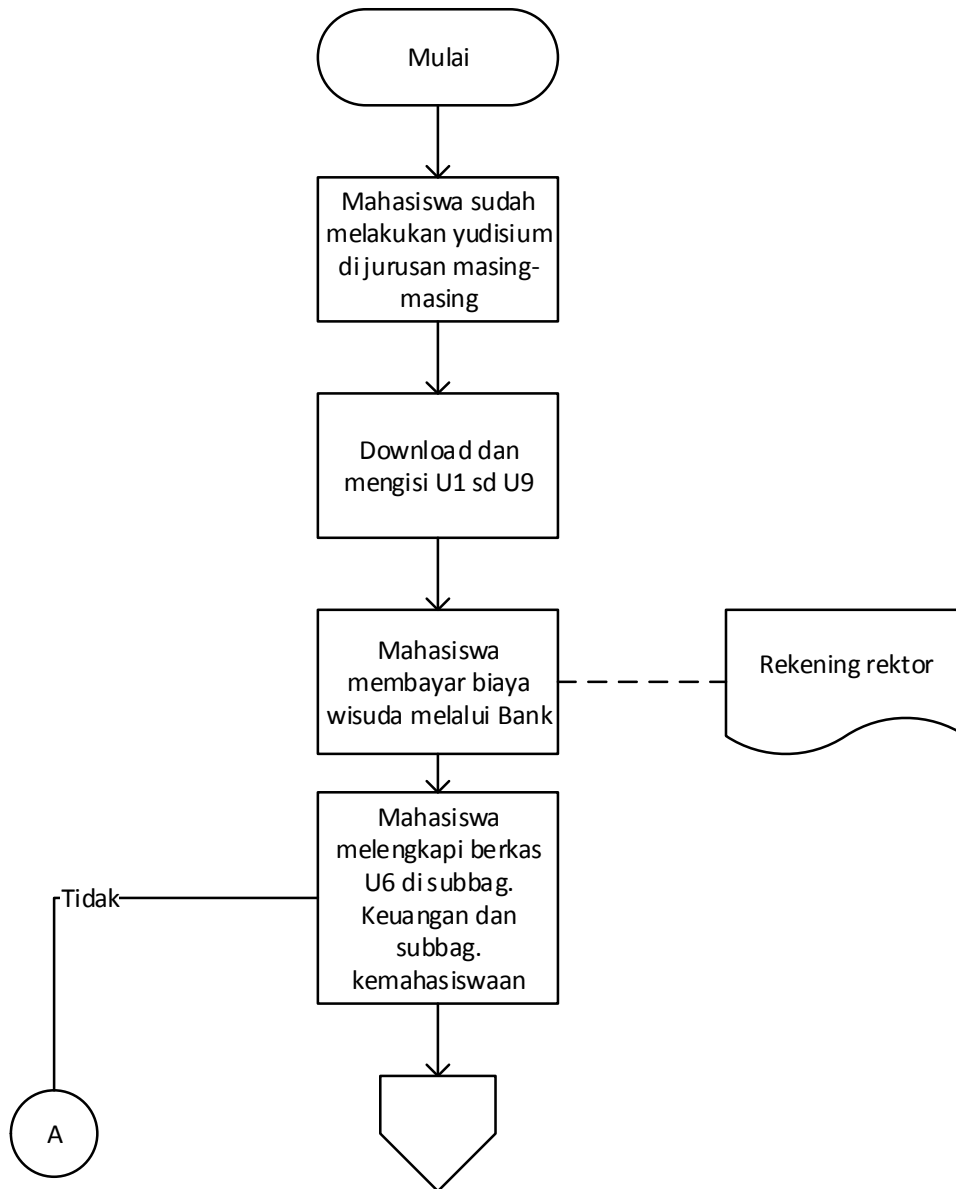 Mulai
Mahasiswa sudah
melakukan yudisium
di jurusan masing-
masing
Download dan
mengisi U1 sd U9
Mahasiswa
membayar biaya
wisuda melalui Bank
Rekening rektor
Mahasiswa
melengkapi berkas
U6 di subbag.
Keuangan dan
subbag.
kemahasiswaan
Tidak
A